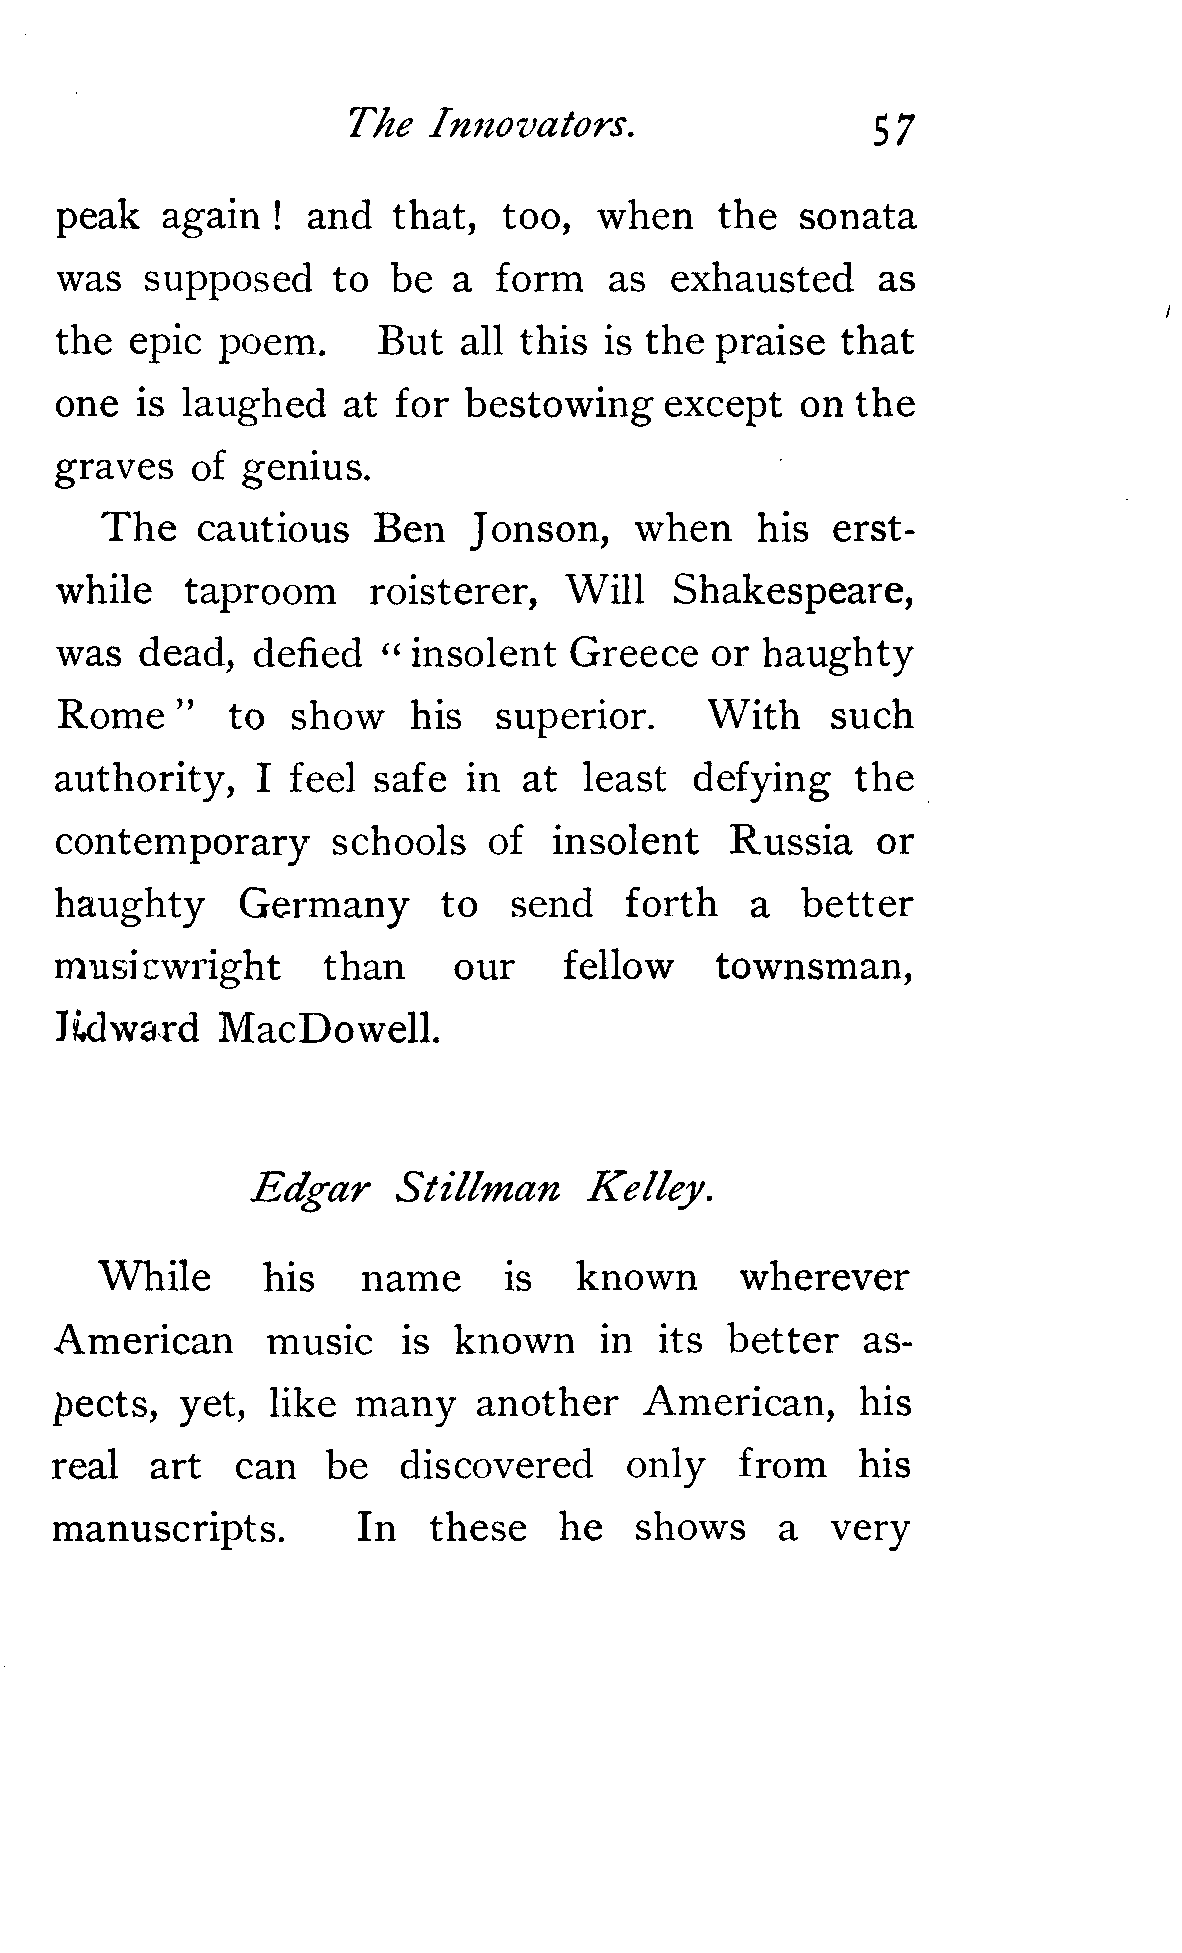 The Innovators. 57
peak again ! and that, too, when the sonata
was supposed to be a form as exhausted as
the epic poem. But all this is the praise that
one is laughed at for bestowing except on the
graves of genius.
The cautious Ben Jonson, when his erst-
while taproom roisterer, Will Shakespeare,
was dead, defied “ insolent Greece or haughty
Rome ” to show his superior. With such
authority, I feel safe in at least defying the
contemporary schools of insolent Russia or
haughty Germany to send forth a better
musicwright than our fellow townsman,
Edward MacDowell.
Edgar Stillman Kelley.
While his name is known wherever
American music is known in its better as-
pects, yet, like many another American, his
real art can be discovered only from his
manuscripts. In these he shows a very